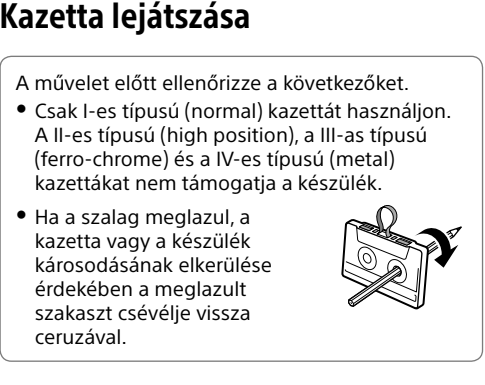 Kazetta lejátszása
A művelet előtt ellenőrizze a következőket.
• Csak I-es típusú (normal) kazettát használjon.
A II-es típusú (high position), a III-as típusú
(ferro-chrome) és a IV-es típusú (metal)
kazettákat nem támogatja a készülék.
• Ha a szalag meglazul, a
kazetta vagy a készülék
károsodásának elkerülése
érdekében a meglazult
szakaszt csévélje vissza
ceruzával.